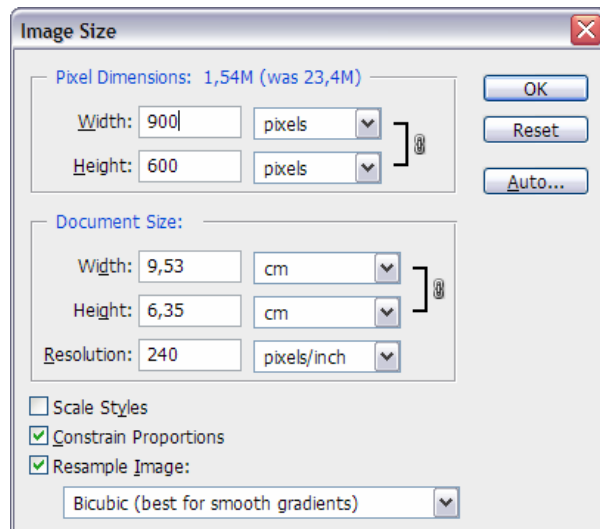 Image Size
Pixel Dimensions: 1,54M (was 23,4M)
OK
Width: 900 pixels
Reset
Height: 600 pixels
Auto...
Document Size:
Width: 9,53 cm
Height: 6,35 cm
Resolution: 240 pixels/inch
Scale Styles
Constrain Proportions
Resample Image:
Bicubic (best for smooth gradients)